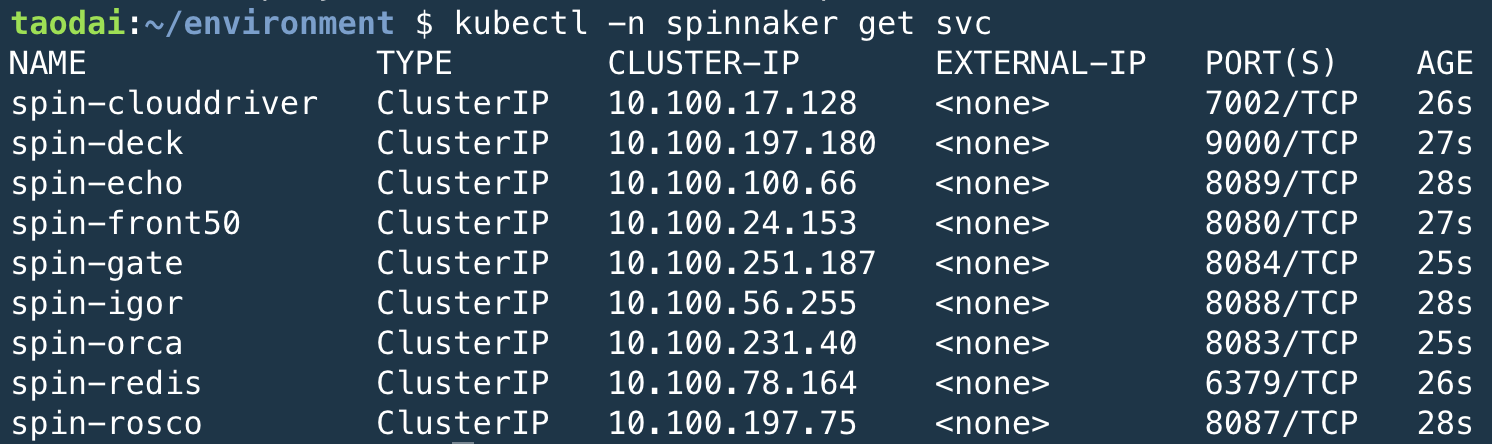 taodai:~/environment $ kubectl -n spinnaker get svc
NAME TYPE CLUSTER-IP EXTERNAL-IP PORT(S) AGE
spin-clouddriver ClusterIP 10.100.17.128 <none> 7002/TCP 26s
spin-deck ClusterIP 10.100.197.180 <none> 9000/TCP 27s
spin-echo ClusterIP 10.100.100.66 <none> 8089/TCP 28s
spin-front50 ClusterIP 10.100.24.153 <none> 8080/TCP 27s
spin-gate ClusterIP 10.100.251.187 <none> 8084/TCP 25s
spin-igor ClusterIP 10.100.56.255 <none> 8088/TCP 28s
spin-orca ClusterIP 10.100.231.40 <none> 8083/TCP 25s
spin-redis ClusterIP 10.100.78.164 <none> 6379/TCP 26s
spin-rosco ClusterIP 10.100.197.75 <none> 8087/TCP 28s